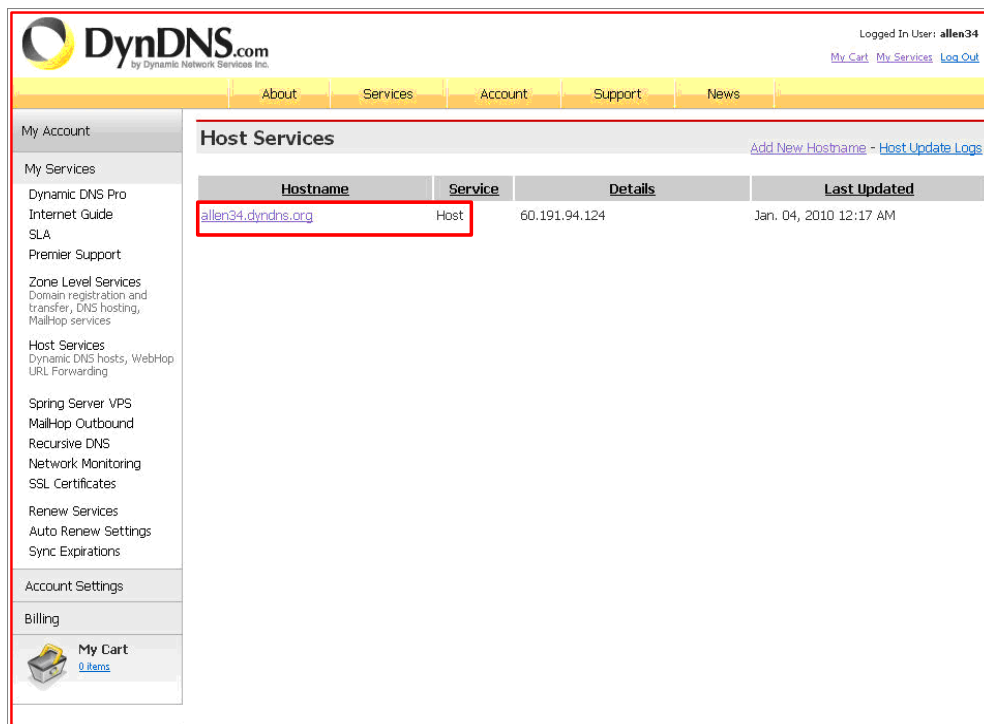 DynDNS.com
by Dynamic Network Services Inc.
Logged In User: allen34
My Cart My Services Log Out
About Services Account Support News
My Account
My Services
Dynamic DNS Pro
Internet Guide
SLA
Premier Support
Zone Level Services
Domain registration and
transfer, DNS hosting,
MailHop services
Host Services
Dynamic DNS hosts, WebHop
URL Forwarding
Spring Server VPS
MailHop Outbound
Recursive DNS
Network Monitoring
SSL Certificates
Renew Services
Auto Renew Settings
Sync Expirations
Account Settings
Billing
My Cart
0 items
Host Services
Add New Hostname - Host Update Logs
Hostname Service Details Last Updated
allen34.dyndns.org Host 60.191.94.124 Jan. 04, 2010 12:17 AM